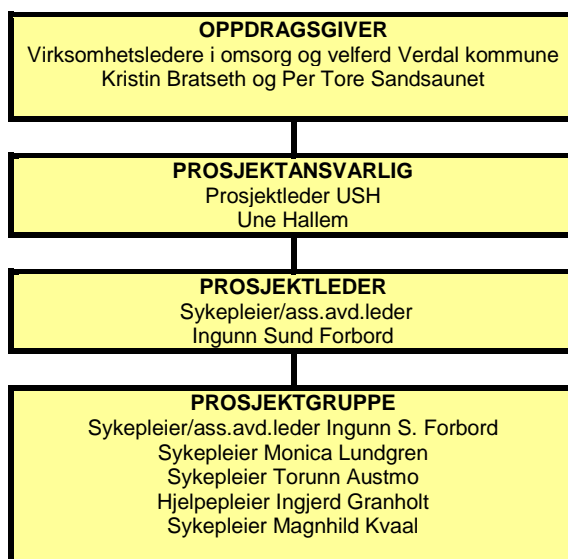 OPPDRAGSGIVER
Virksomhetsledere i omsorg og velferd Verdal kommune
Kristin Bratseth og Per Tore Sandsaunet
PROSJEKTANSVARLIG
Prosjektleder USH
Une Hallem
PROSJEKTLEDER
Sykepleier/ass.avd.leder
Ingunn Sund Forbord
PROSJEKTGRUPPE
Sykepleier/ass.avd.leder Ingunn S. Forbord
Sykepleier Monica Lundgren
Sykepleier Torunn Austmo
Hjelpepleier Ingjerd Granholt
Sykepleier Magnhild Kvaal